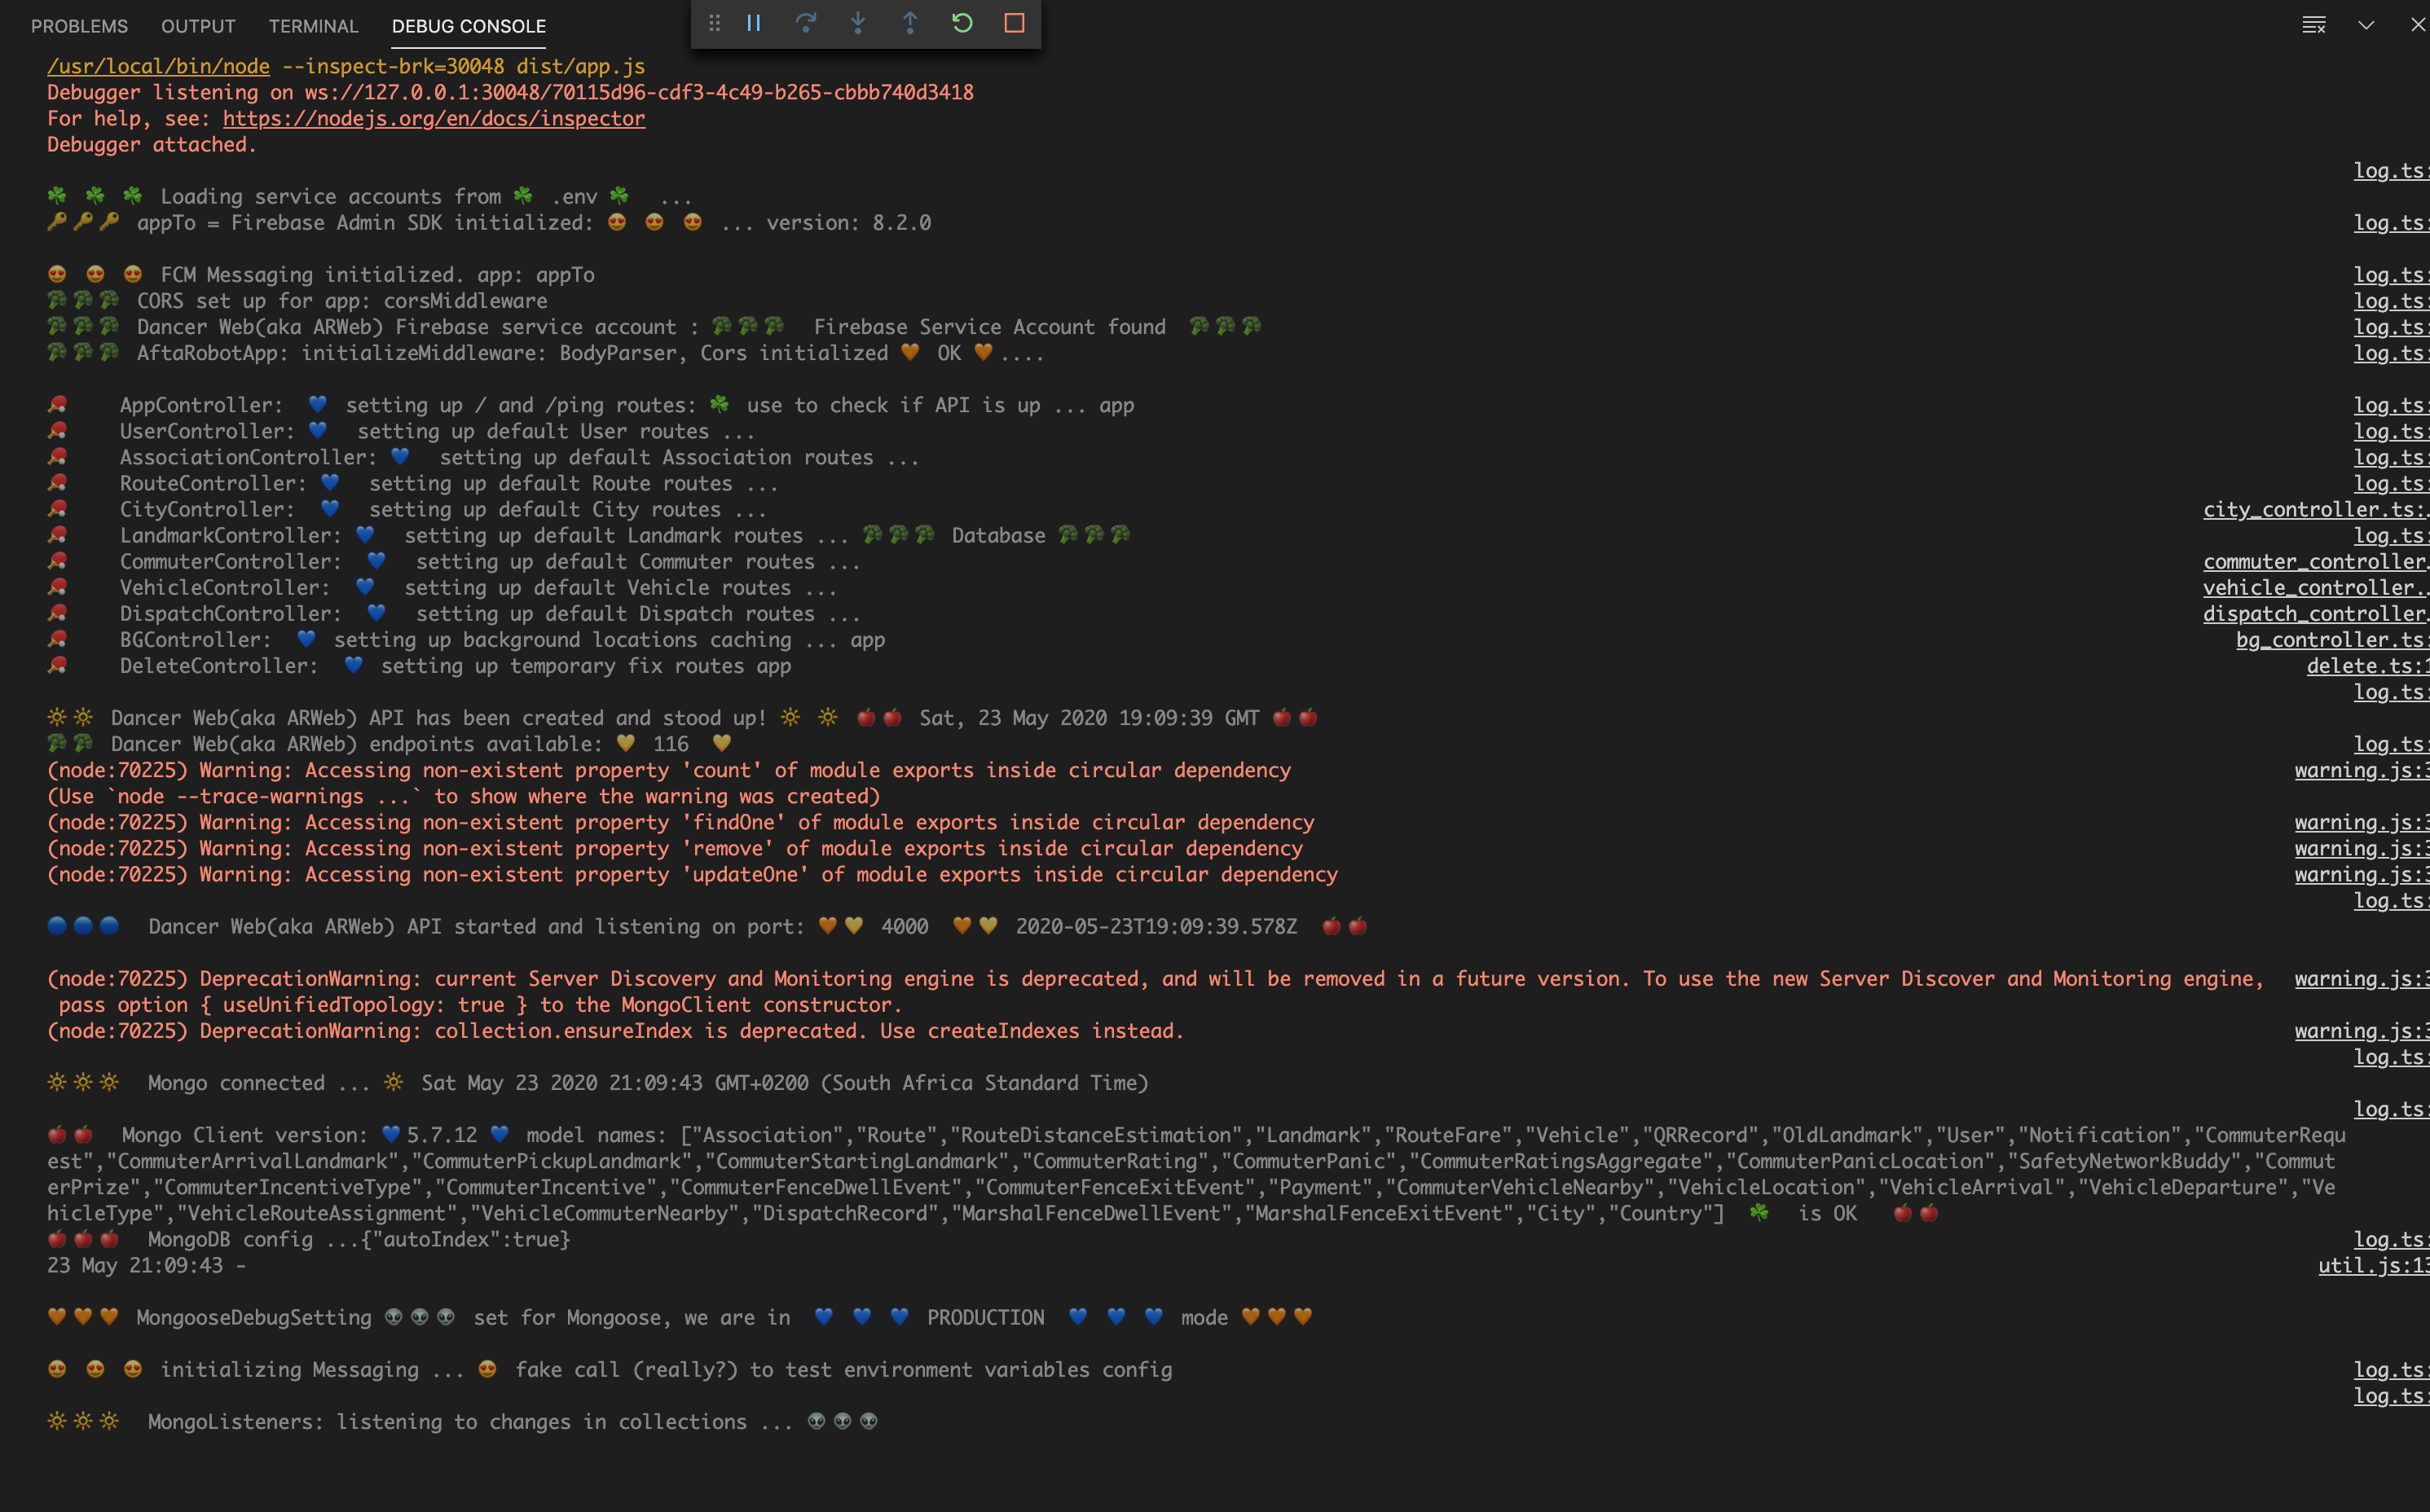 PROBLEMS OUTPUT TERMINAL DEBUG CONSOLE
/usr/local/bin/node --inspect-brk=30048 dist/app.js
Debugger listening on ws://127.0.0.1:30048/70115d96-cdf3-4c49-b265-cbbb740d3418
For help, see: https://nodejs.org/en/docs/inspector
Debugger attached.
log.ts:
☘️ ☘️ ☘️ Loading service accounts from ☘️ .env ☘️ ...
🔑🔑🔑 appTo = Firebase Admin SDK initialized: 😍 😍 😍 ... version: 8.2.0 log.ts:
😍 😍 😍 FCM Messaging initialized. app: appTo log.ts:
🥦🥦🥦 CORS set up for app: corsMiddleware log.ts:
🥦🥦🥦 Dancer Web(aka ARWeb) Firebase service account : 🥦🥦🥦 Firebase Service Account found 🥦🥦🥦 log.ts:
🥦🥦🥦 AftaRobotApp: initializeMiddleware: BodyParser, Cors initialized 🧡 OK 🧡.... log.ts:
🏓 AppController: 💙 setting up / and /ping routes: ☘️ use to check if API is up ... app log.ts:
🏓 UserController: 💙 setting up default User routes ... log.ts:
🏓 AssociationController: 💙 setting up default Association routes ... log.ts:
🏓 RouteController: 💙 setting up default Route routes ... log.ts:
🏓 CityController: 💙 setting up default City routes ... city_controller.ts:.
🏓 LandmarkController: 💙 setting up default Landmark routes ... 🥦🥦🥦 Database 🥦🥦🥦 log.ts:
🏓 CommuterController: 💙 setting up default Commuter routes ... commuter_controller.
🏓 VehicleController: 💙 setting up default Vehicle routes ... vehicle_controller..
🏓 DispatchController: 💙 setting up default Dispatch routes ... dispatch_controller.
🏓 BGController: 💙 setting up background locations caching ... app bg_controller.ts:
🏓 DeleteController: 💙 setting up temporary fix routes app delete.ts:1
log.ts:
🔆🔆 Dancer Web(aka ARWeb) API has been created and stood up! 🔆 🔆 🍎🍎 Sat, 23 May 2020 19:09:39 GMT 🍎🍎
🥦🥦 Dancer Web(aka ARWeb) endpoints available: 💛 116 💛 log.ts:
(node:70225) Warning: Accessing non-existent property 'count' of module exports inside circular dependency warning.js:3
(Use `node --trace-warnings ...` to show where the warning was created)
(node:70225) Warning: Accessing non-existent property 'findOne' of module exports inside circular dependency warning.js:3
(node:70225) Warning: Accessing non-existent property 'remove' of module exports inside circular dependency warning.js:3
(node:70225) Warning: Accessing non-existent property 'updateOne' of module exports inside circular dependency warning.js:3
log.ts:
🔵🔵🔵 Dancer Web(aka ARWeb) API started and listening on port: 🧡💛 4000 🧡💛 2020-05-23T19:09:39.578Z 🍎🍎
(node:70225) DeprecationWarning: current Server Discovery and Monitoring engine is deprecated, and will be removed in a future version. To use the new Server Discover and Monitoring engine, warning.js:3
pass option { useUnifiedTopology: true } to the MongoClient constructor.
(node:70225) DeprecationWarning: collection.ensureIndex is deprecated. Use createIndexes instead. warning.js:3
log.ts:
🔆🔆🔆 Mongo connected ... 🔆 Sat May 23 2020 21:09:43 GMT+0200 (South Africa Standard Time)
log.ts:
🍎🍎 Mongo Client version: 💙5.7.12 💙 model names: ["Association","Route","RouteDistanceEstimation","Landmark","RouteFare","Vehicle","QRRecord","OldLandmark","User","Notification","CommuterRequ
est","CommuterArrivalLandmark","CommuterPickupLandmark","CommuterStartingLandmark","CommuterRating","CommuterPanic","CommuterRatingsAggregate","CommuterPanicLocation","SafetyNetworkBuddy","Commut
erPrize","CommuterIncentiveType","CommuterIncentive","CommuterFenceDwellEvent","CommuterFenceExitEvent","Payment","CommuterVehicleNearby","VehicleLocation","VehicleArrival","VehicleDeparture","Ve
hicleType","VehicleRouteAssignment","VehicleCommuterNearby","DispatchRecord","MarshalFenceDwellEvent","MarshalFenceExitEvent","City","Country"] ☘️ is OK 🍎🍎
🍎🍎🍎 MongoDB config ...{"autoIndex":true} log.ts:
23 May 21:09:43 - util.js:13
🧡🧡🧡 MongooseDebugSetting 👽👽👽 set for Mongoose, we are in 💙 💙 💙 PRODUCTION 💙 💙 💙 mode 🧡🧡🧡
😍 😍 😍 initializing Messaging ... 😍 fake call (really?) to test environment variables config log.ts:
log.ts:
🔆🔆🔆 MongoListeners: listening to changes in collections ... 👽👽👽